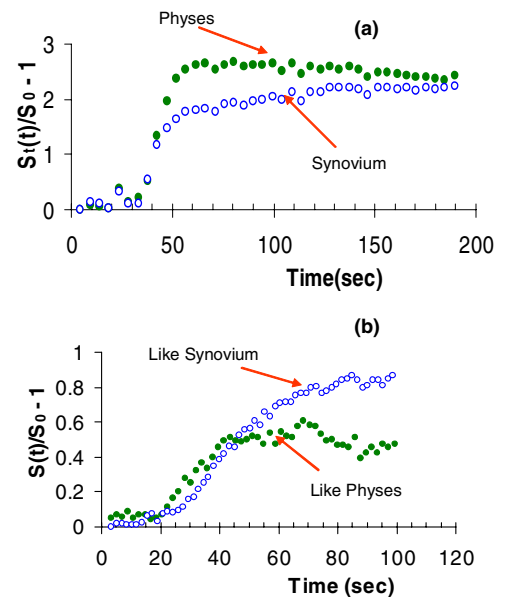 Physes
(a)
3
2
1
0
St(t)/S0 - 1
Synovium
0
50
100
150
200
Time(sec)
(b)
Like Synovium
1
0.8
0.6
0.4
0.2
0
S(t)/S0 - 1
Like Physes
0
20
40
60
80
100
120
Time (sec)